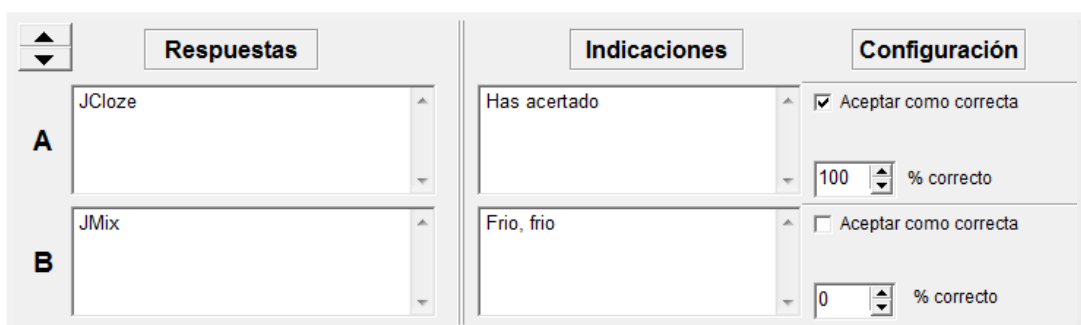 Respuestas Indicaciones Configuración
A JCloze Has acertado Aceptar como correcta
100 % correcto
B JMix Frio, frio Aceptar como correcta
0 % correcto